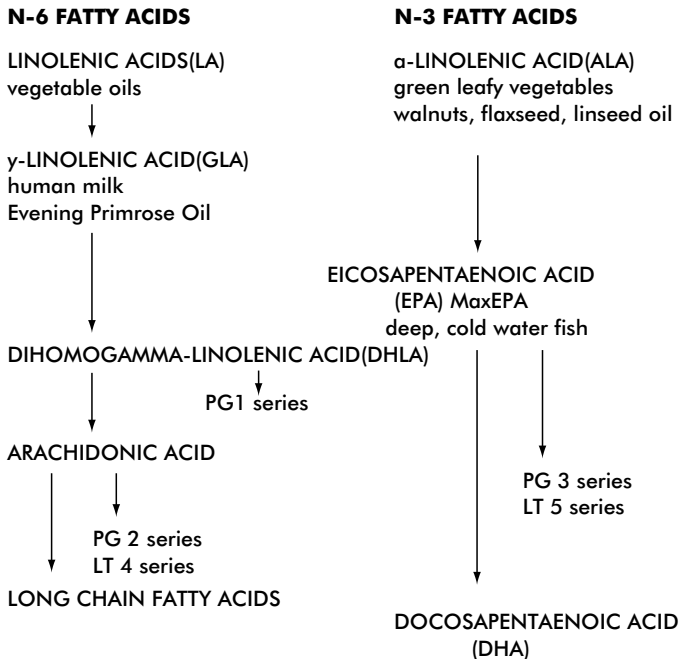 N-6 FATTY ACIDS
LINOLENIC ACIDS(LA)
vegetable oils
y-LINOLENIC ACID(GLA)
human milk
Evening Primrose Oil
DIHOMOGAMMA-LINOLENIC ACID(DHLA)
PG1 series
ARACHIDONIC ACID
PG 2 series
LT 4 series
LONG CHAIN FATTY ACIDS
N-3 FATTY ACIDS
α-LINOLENIC ACID(ALA)
green leafy vegetables
walnuts, flaxseed, linseed oil
EICOSAPENTAENOIC ACID
(EPA) MaxEPA
deep, cold water fish
PG 3 series
LT 5 series
DOCOSAPENTAENOIC ACID
(DHA)